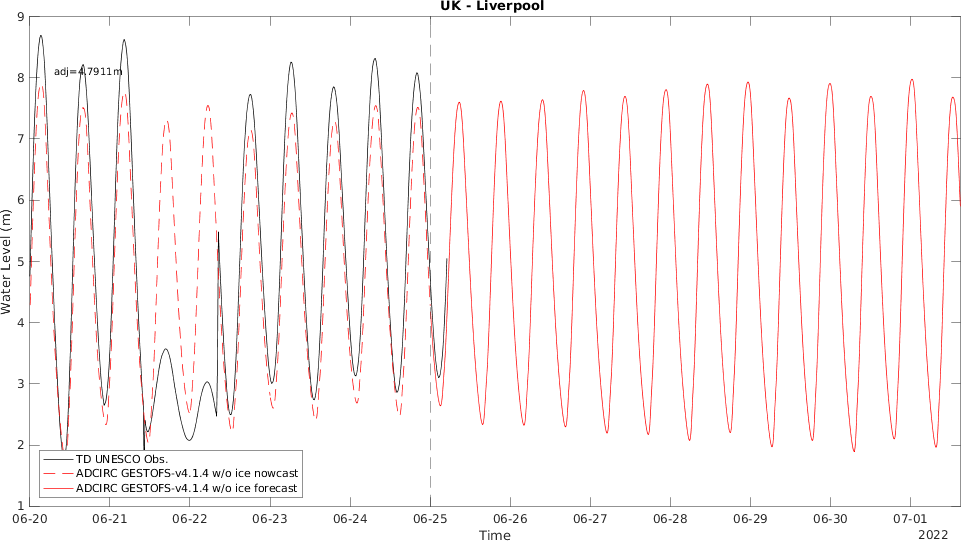 UK - Liverpool
9
8
7
6
5
4
3
2
1
Water Level (m)
adj=4.7911m
TD UNESCO Obs.
ADCIRC GESTOFS-v4.1.4 w/o ice nowcast
ADCIRC GESTOFS-v4.1.4 w/o ice forecast
06-20 06-21 06-22 06-23 06-24 06-25 06-26 06-27 06-28 06-29 06-30 07-01
Time
2022